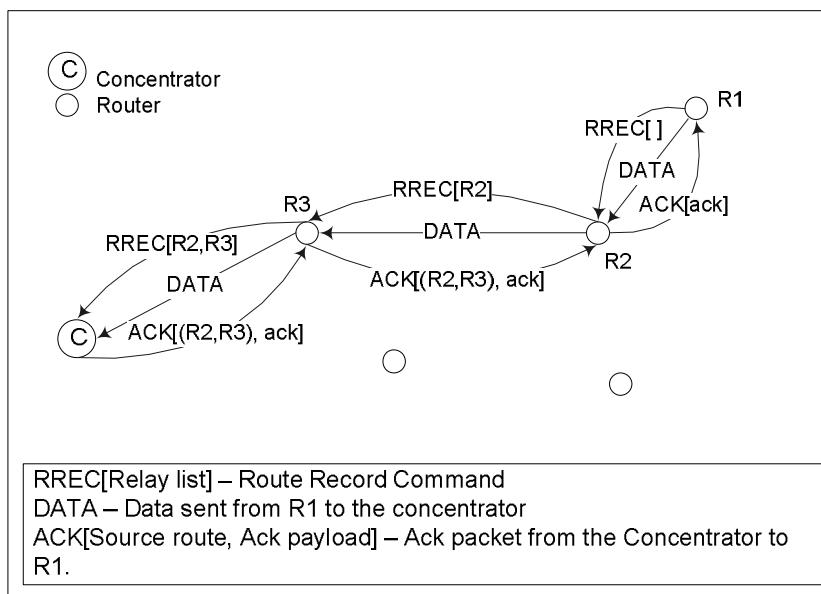 C Concentrator
Router
R1
RREC[ ]
DATA
ACK[ack]
RREC[R2]
R3
DATA
R2
RREC[R2,R3]
DATA
ACK[(R2,R3), ack]
C
ACK[(R2,R3), ack]
RREC[Relay list] – Route Record Command
DATA – Data sent from R1 to the concentrator
ACK[Source route, Ack payload] – Ack packet from the Concentrator to
R1.